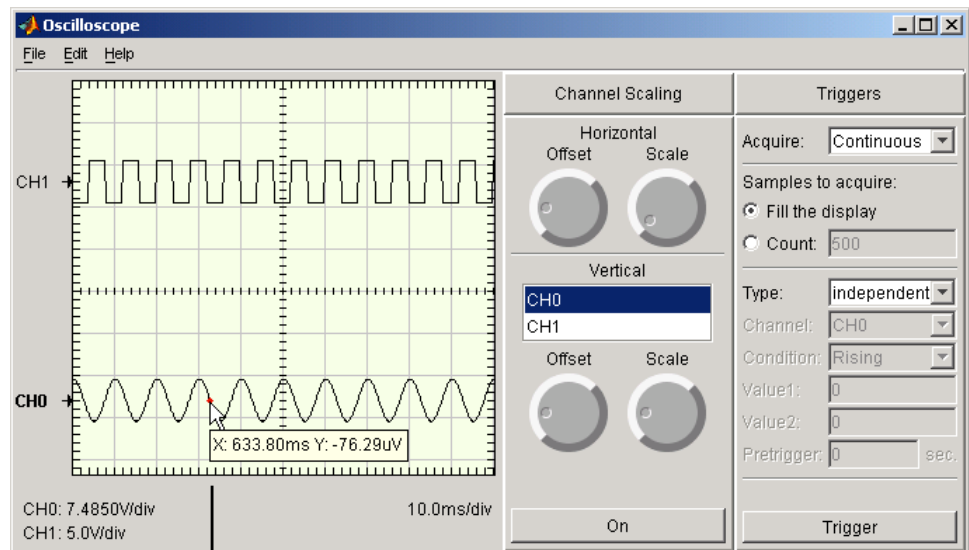 Oscilloscope
File Edit Help
CH1
CH0
X: 633.80ms Y: -76.29uV
CH0: 7.4850V/div
CH1: 5.0V/div
10.0ms/div
Channel Scaling
Horizontal
Offset Scale
Vertical
CH0
CH1
Offset Scale
On
Triggers
Acquire: Continuous
Samples to acquire:
Fill the display
Count: 500
Type: independent
Channel: CH0
Condition: Rising
Value1: 0
Value2: 0
Pretrigger: 0 sec.
Trigger